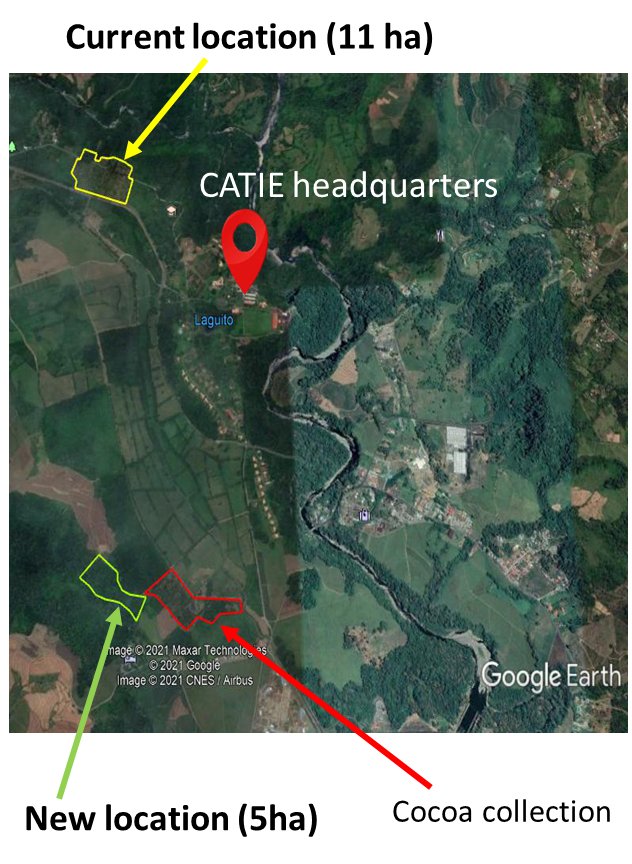 Current location (11 ha)
CATIE headquarters
Laguito
Image © 2021 Maxar Technologies
© 2021 Google
Image © 2021 CNES / Airbus
Google Earth
New location (5ha)
Cocoa collection